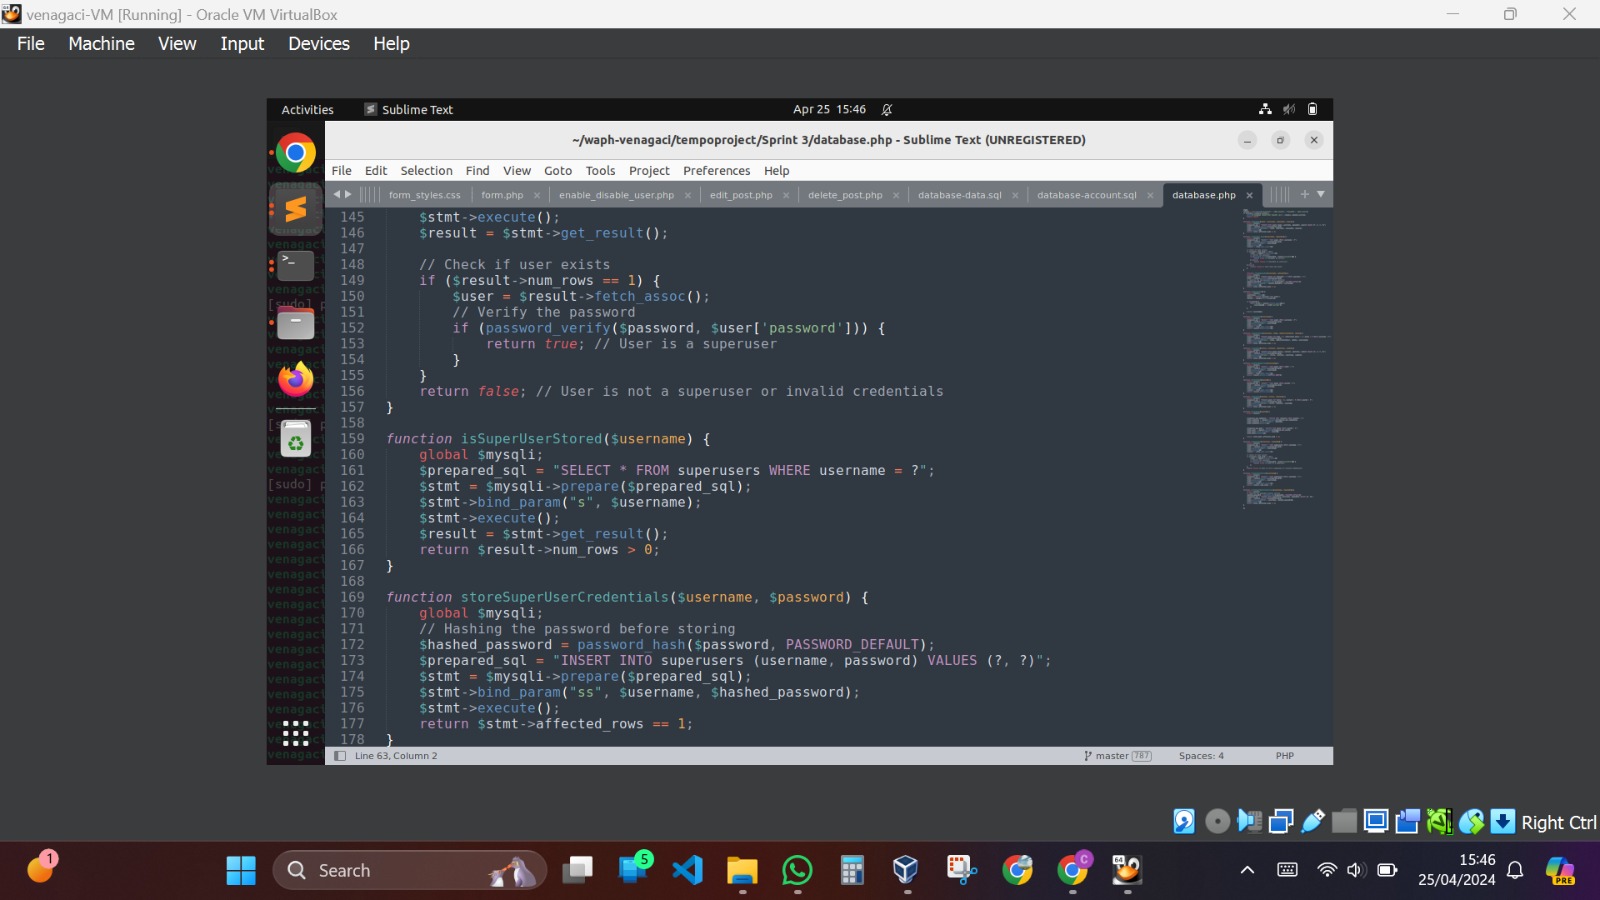 venagaci-VM [Running] - Oracle VM VirtualBox
File Machine View Input Devices Help
Activities Sublime Text Apr 25 15:46
~/waph-venagaci/tempoproject/Sprint 3/database.php - Sublime Text (UNREGISTERED)
File Edit Selection Find View Goto Tools Project Preferences Help
form_styles.css form.php enable_disable_user.php edit_post.php delete_post.php database-data.sql database-account.sql database.php
145 $stmt->execute();
146 $result = $stmt->get_result();
147
148 // Check if user exists
149 if ($result->num_rows == 1) {
150 $user = $result->fetch_assoc();
151 // Verify the password
152 if (password_verify($password, $user['password'])) {
153 return true; // User is a superuser
154 }
155 }
156 return false; // User is not a superuser or invalid credentials
157 }
158
159 function isSuperUserStored($username) {
160 global $mysqli;
161 $prepared_sql = "SELECT * FROM superusers WHERE username = ?";
162 $stmt = $mysqli->prepare($prepared_sql);
163 $stmt->bind_param("s", $username);
164 $stmt->execute();
165 $result = $stmt->get_result();
166 return $result->num_rows > 0;
167 }
168
169 function storeSuperUserCredentials($username, $password) {
170 global $mysqli;
171 // Hashing the password before storing
172 $hashed_password = password_hash($password, PASSWORD_DEFAULT);
173 $prepared_sql = "INSERT INTO superusers (username, password) VALUES (?, ?)";
174 $stmt = $mysqli->prepare($prepared_sql);
175 $stmt->bind_param("ss", $username, $hashed_password);
176 $stmt->execute();
177 return $stmt->affected_rows == 1;
178 }
Line 63, Column 2 master 787 Spaces: 4 PHP
Right Ctrl
1 Search 5 C 64 15:46 PRE
25/04/2024